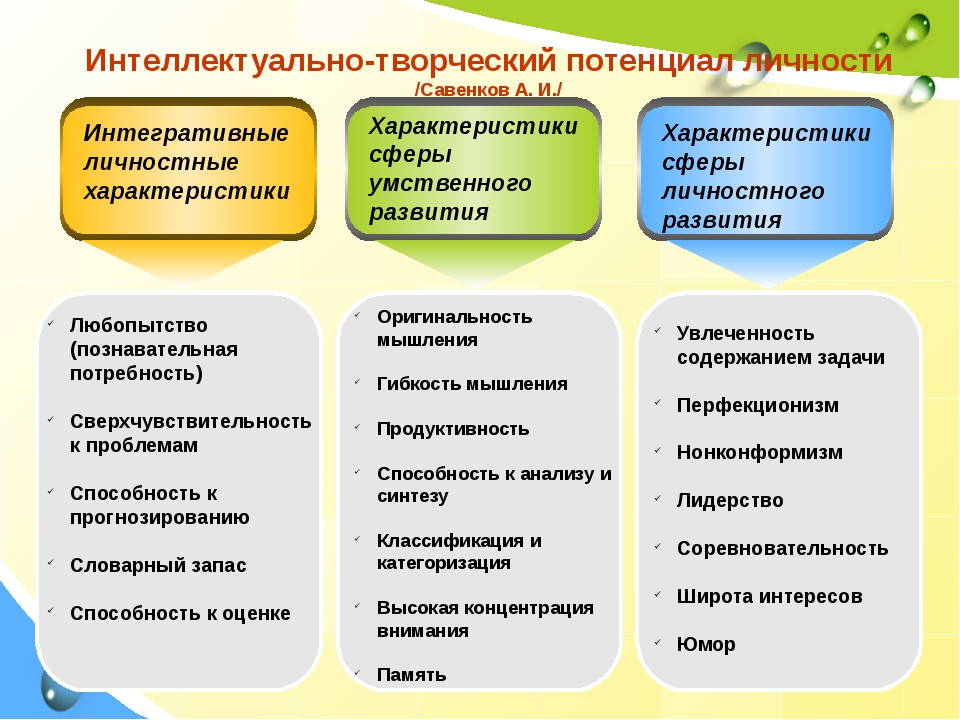 Интеллектуально-творческий потенциал личности
/Савенков А. И./
Интегративные
личностные
характеристики
Характеристики
сферы
умственного
развития
Характеристики
сферы
личностного
развития
Любопытство
(познавательная
потребность)
Сверхчувствительность
к проблемам
Способность к
прогнозированию
Словарный запас
Способность к оценке
Оригинальность
мышления
Гибкость мышления
Продуктивность
Способность к анализу и
синтезу
Классификация и
категоризация
Высокая концентрация
внимания
Память
Увлеченность
содержанием задачи
Перфекционизм
Нонконформизм
Лидерство
Соревновательность
Широта интересов
Юмор